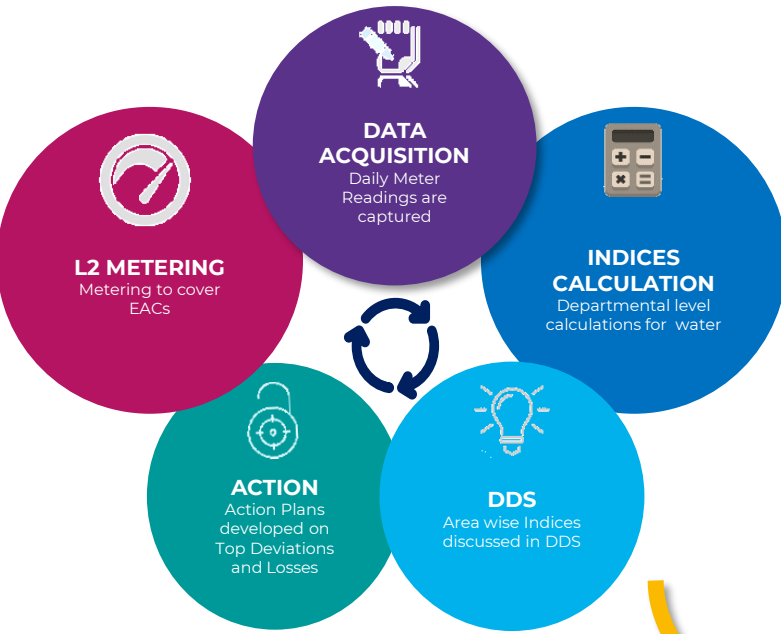 DATA
ACQUISITION
Daily Meter
Readings are
captured
L2 METERING
Metering to cover
EACs
INDICES
CALCULATION
Departmental level
calculations for water
ACTION
Action Plans
developed on
Top Deviations
and Losses
DDS
Area wise Indices
discussed in DDS